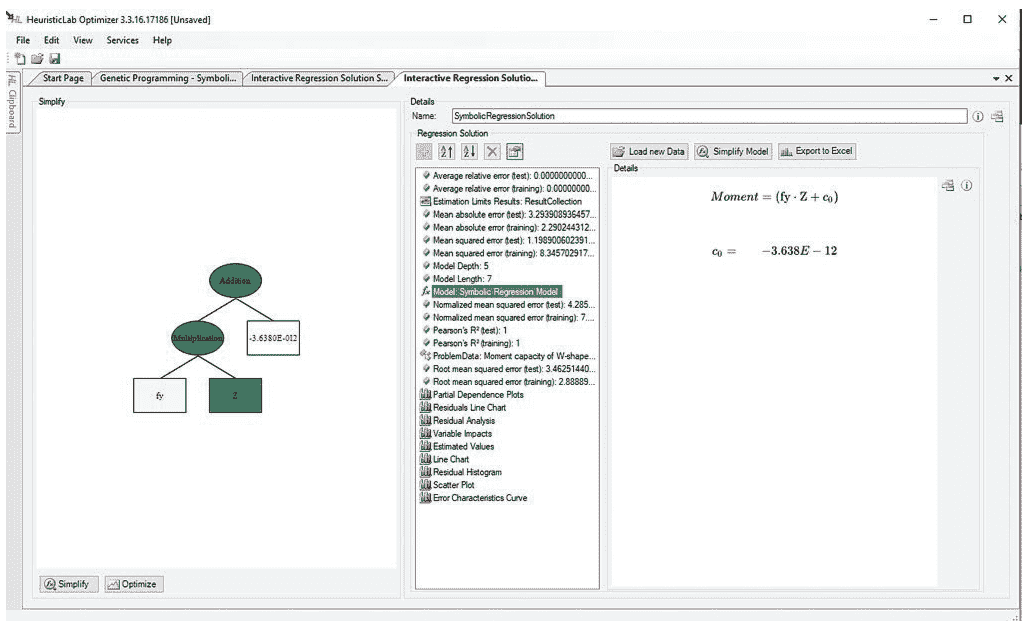 HL HeuristicLab Optimizer 3.3.16.17186 [Unsaved]
File Edit View Services Help
HL Clipboard
Start Page Genetic Programming - Symboli... Interactive Regression Solution S... Interactive Regression Solutio...
Simplify
Addition
Multiplication
-3.6380E-012
fy
Z
Simplify Optimize
Details
Name: SymbolicRegressionSolution
Regression Solution
Load new Data Simplify Model Export to Excel
Average relative error (test): 0.0000000000...
Average relative error (training): 0.00000000...
Estimation Limits Results: ResultCollection
Mean absolute error (test): 3.293908936457...
Mean absolute error (training): 2.290244312...
Mean squared error (test): 1.198900602391...
Mean squared error (training): 8.345702917...
Model Depth: 5
Model Length: 7
Model: Symbolic Regression Model
Normalized mean squared error (test): 4.285...
Normalized mean squared error (training): 7....
Pearson's R² (test): 1
Pearson's R² (training): 1
ProblemData: Moment capacity of W-shape...
Root mean squared error (test): 3.46251440...
Root mean squared error (training): 2.88889...
Partial Dependence Plots
Residuals Line Chart
Residual Analysis
Variable Impacts
Estimated Values
Line Chart
Residual Histogram
Scatter Plot
Error Characteristics Curve
Details
Moment = (fy · Z + c₀)
c₀ = −3.638E − 12